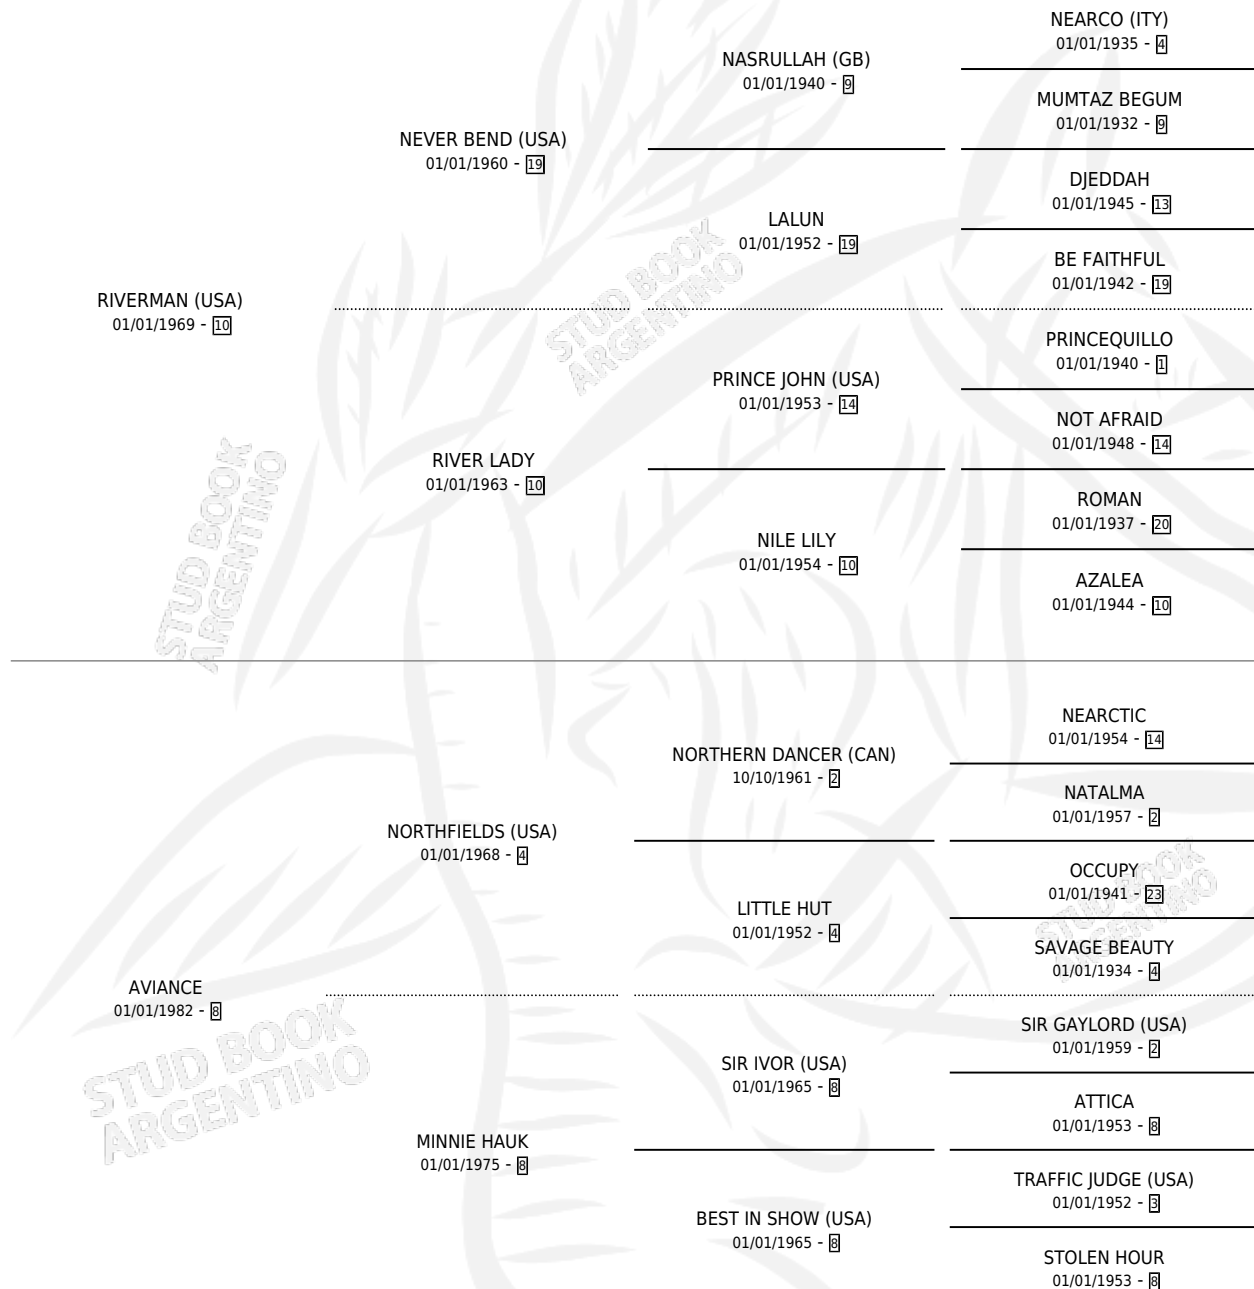 NEARCO (ITY)
01/01/1935 - 4
NASRULLAH (GB)
01/01/1940 - 9
MUMTAZ BEGUM
01/01/1932 - 9
NEVER BEND (USA)
01/01/1960 - 19
DJEDDAH
01/01/1945 - 13
LALUN
01/01/1952 - 19
BE FAITHFUL
01/01/1942 - 19
RIVERMAN (USA)
01/01/1969 - 10
PRINCEQUILLO
01/01/1940 - 1
PRINCE JOHN (USA)
01/01/1953 - 14
NOT AFRAID
01/01/1948 - 14
RIVER LADY
01/01/1963 - 10
ROMAN
01/01/1937 - 20
NILE LILY
01/01/1954 - 10
AZALEA
01/01/1944 - 10
NEARCTIC
01/01/1954 - 14
NORTHERN DANCER (CAN)
10/10/1961 - 2
NATALMA
01/01/1957 - 2
NORTHFIELDS (USA)
01/01/1968 - 4
OCCUPY
01/01/1941 - 23
LITTLE HUT
01/01/1952 - 4
SAVAGE BEAUTY
01/01/1934 - 4
AVIANCE
01/01/1982 - 8
SIR GAYLORD (USA)
01/01/1959 - 2
SIR IVOR (USA)
01/01/1965 - 8
ATTICA
01/01/1953 - 8
MINNIE HAUK
01/01/1975 - 8
TRAFFIC JUDGE (USA)
01/01/1952 - 3
BEST IN SHOW (USA)
01/01/1965 - 8
STOLEN HOUR
01/01/1953 - 8
STUD BOOK
ARGENTINO
STUD BOOK
ARGENTINO
STUD BOOK
ARGENTINO
STUD BOOK
ARGENTINO